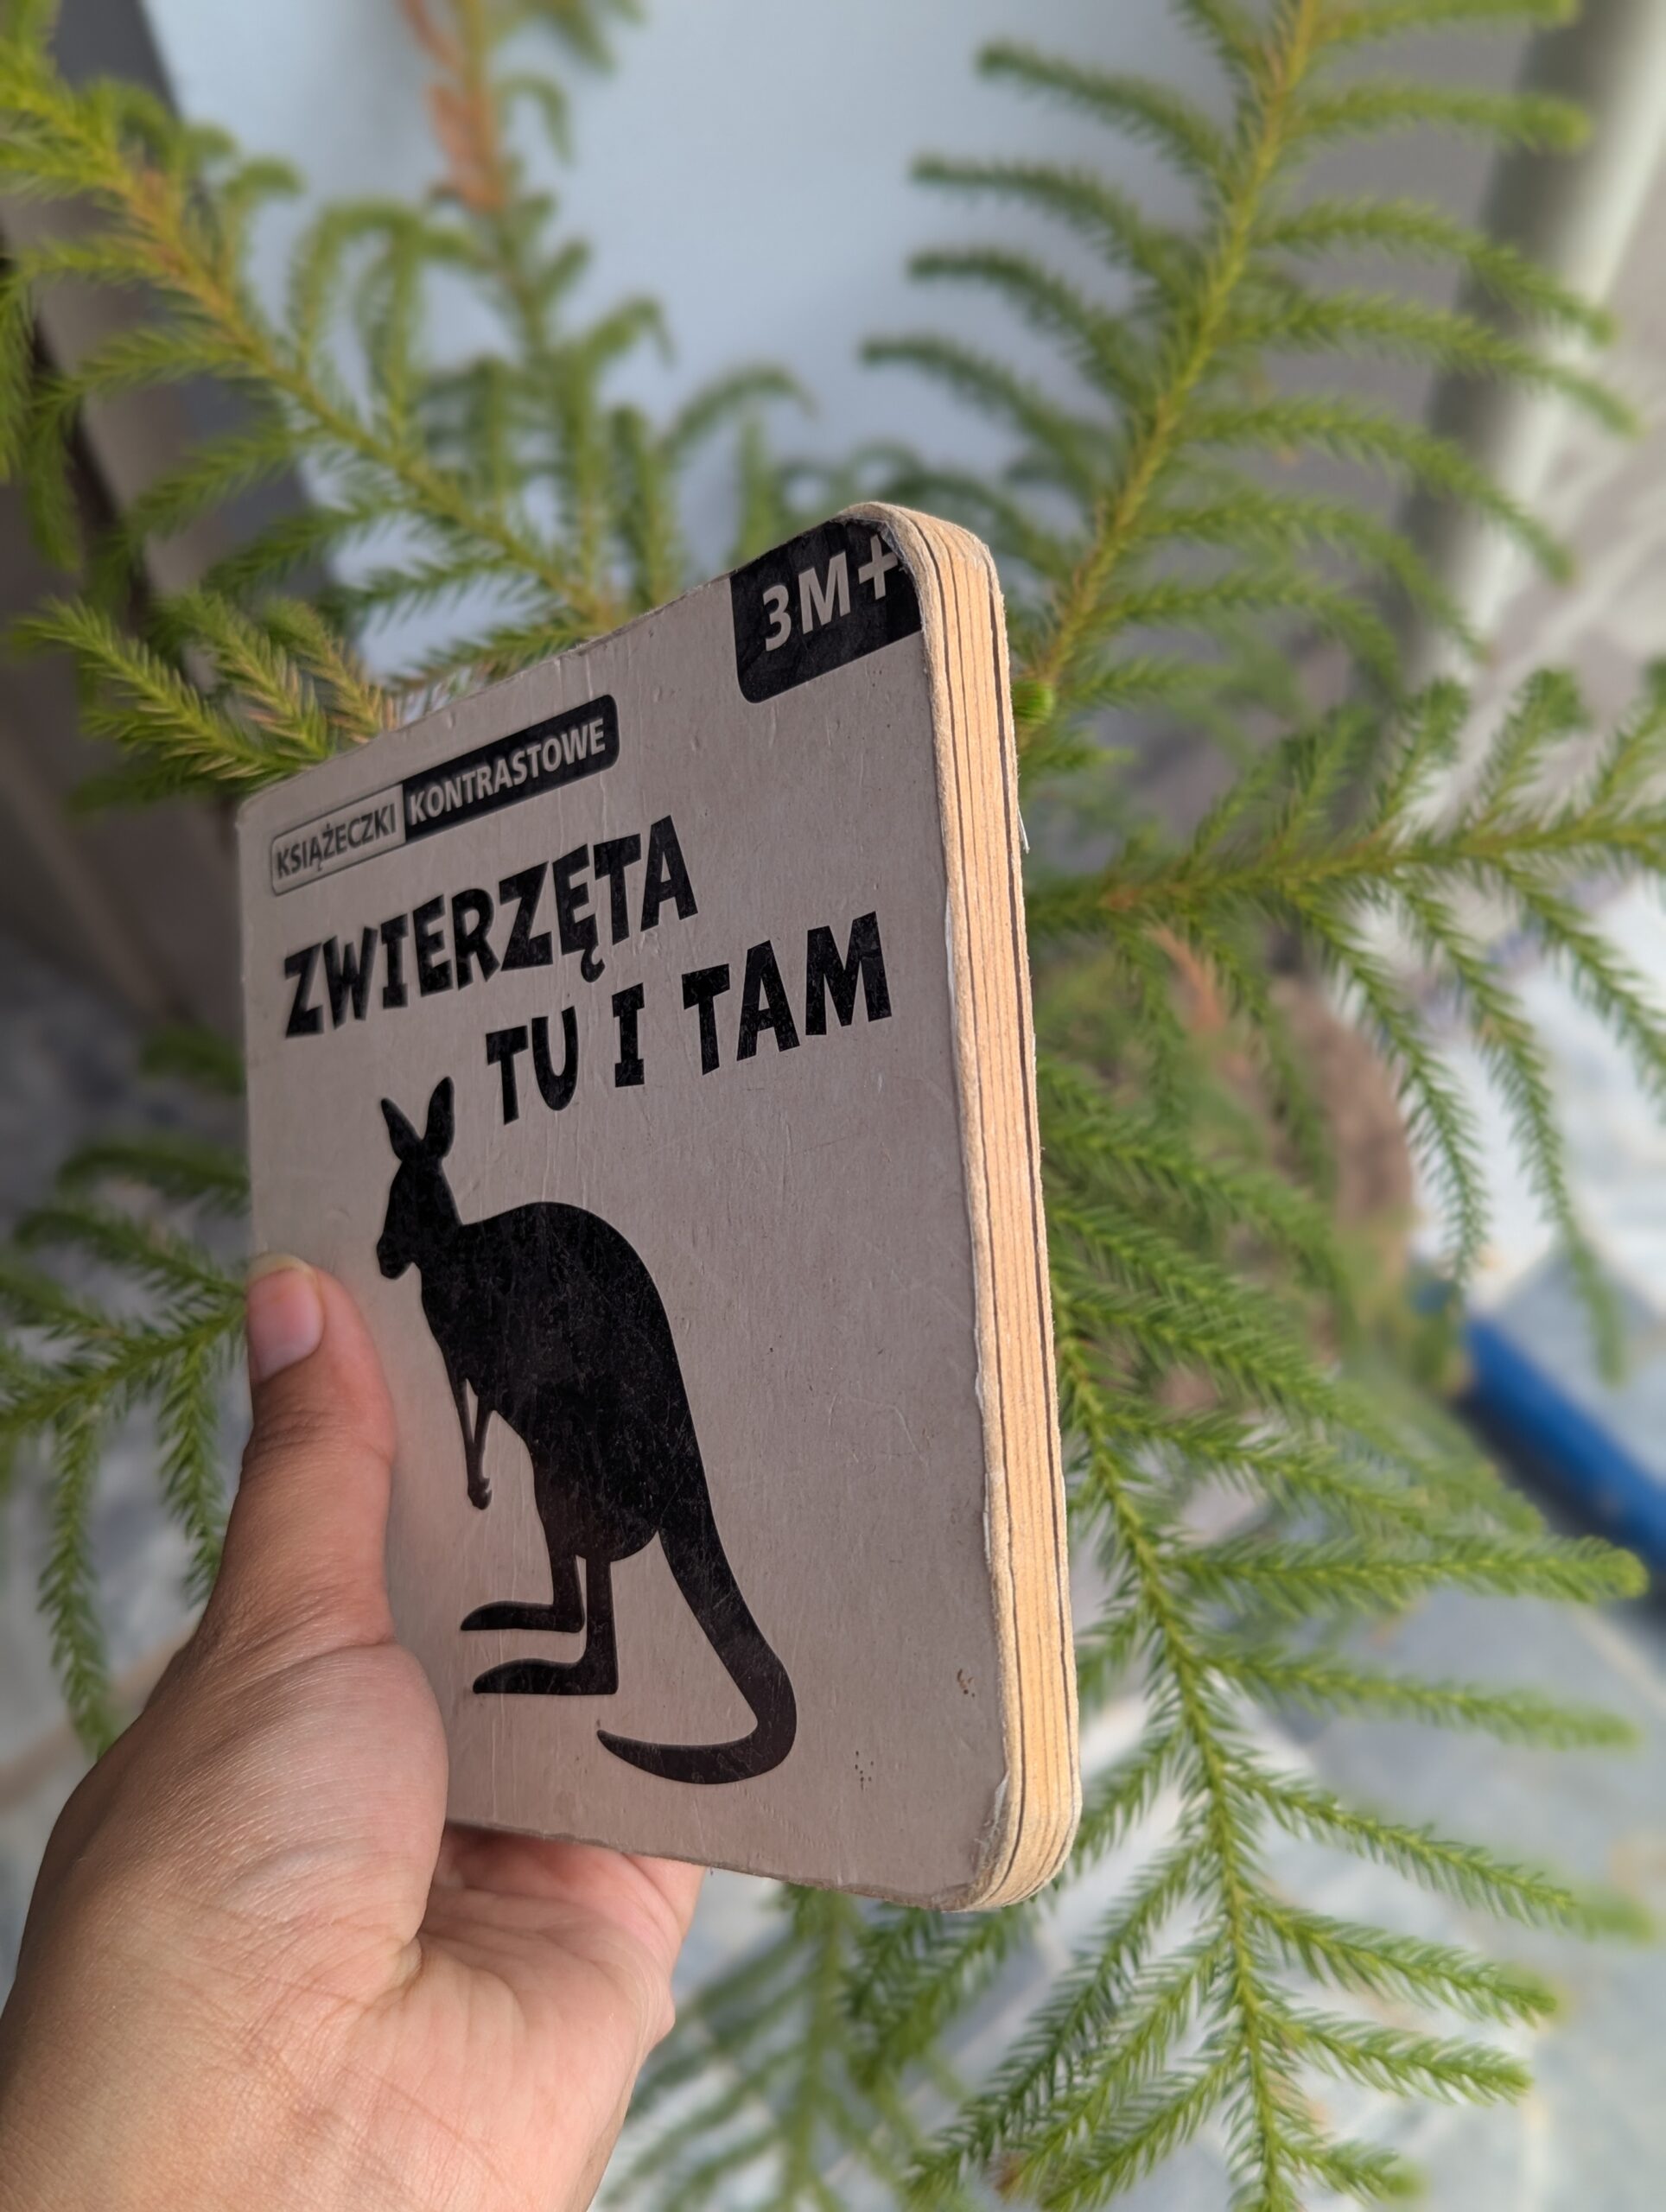 3M+
KSIĄŻECZKI KONTRASTOWE
ZWIERZĘTA
TU I TAM